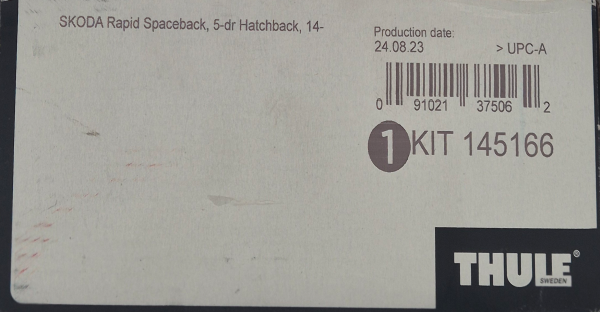 SKODA Rapid Spaceback, 5-dr Hatchback, 14-
Production date:
24.08.23 > UPC-A
0 91021 37506 2
1 KIT 145166
THULE®
SWEDEN